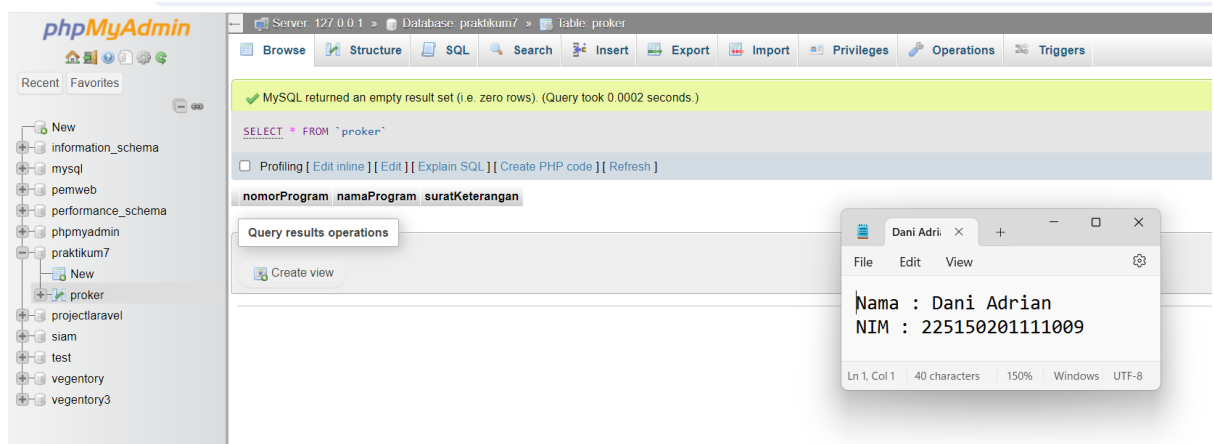 phpMyAdmin
Recent Favorites
New
information_schema
mysql
pemweb
performance_schema
phpmyadmin
praktikum7
New
proker
projectlaravel
siam
test
vegentory
vegentory3
Server: 127.0.0.1 » Database: praktikum7 » Table: proker
Browse Structure SQL Search Insert Export Import Privileges Operations Triggers
MySQL returned an empty result set (i.e. zero rows). (Query took 0.0002 seconds.)
SELECT * FROM `proker`
Profiling [ Edit inline ] [ Edit ] [ Explain SQL ] [ Create PHP code ] [ Refresh ]
nomorProgram namaProgram suratKeterangan
Query results operations
Create view
Dani Adri
File Edit View
Nama : Dani Adrian
NIM : 225150201111009
Ln 1, Col 1 40 characters 150% Windows UTF-8